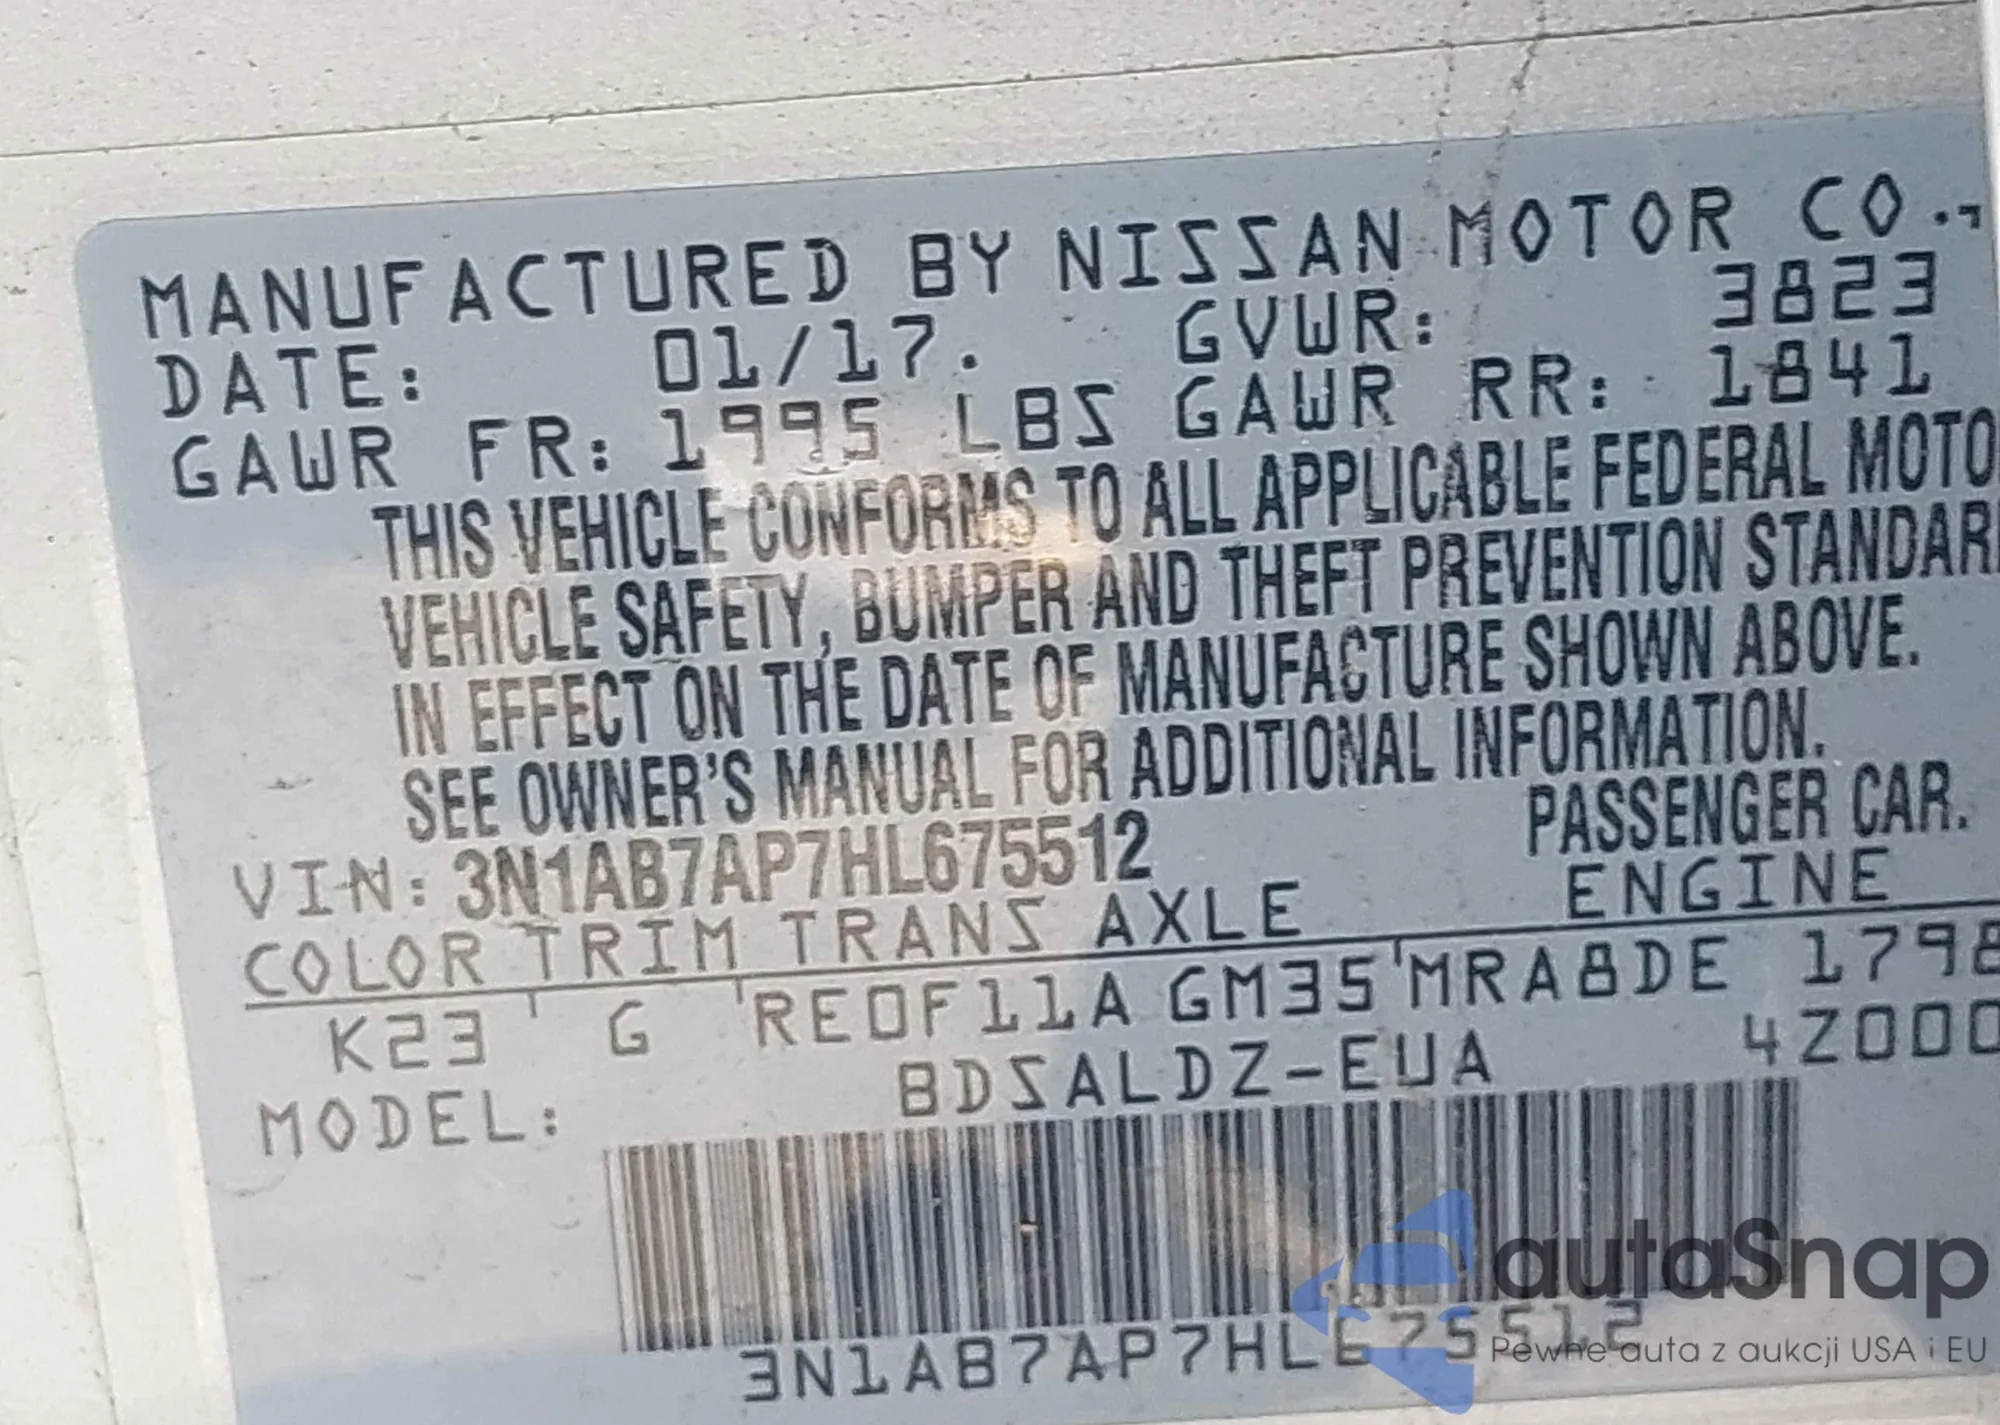 MANUFACTURED BY NISSAN MOTOR CO.,
DATE: 01/17. GVWR: 3823
GAWR FR: 1995 LBS GAWR RR: 1841
THIS VEHICLE CONFORMS TO ALL APPLICABLE FEDERAL MOTO
VEHICLE SAFETY, BUMPER AND THEFT PREVENTION STANDAR
IN EFFECT ON THE DATE OF MANUFACTURE SHOWN ABOVE.
SEE OWNER'S MANUAL FOR ADDITIONAL INFORMATION.
VIN: 3N1AB7AP7HL675512 PASSENGER CAR.
COLOR TRIM TRANS AXLE ENGINE
K23 G RE0F11A GM35 MRA8DE 1798
MODEL: BDSALDZ-EUA 4Z000
3N1AB7AP7HL675512
autaSnap
Pewne auta z aukcji USA i EU